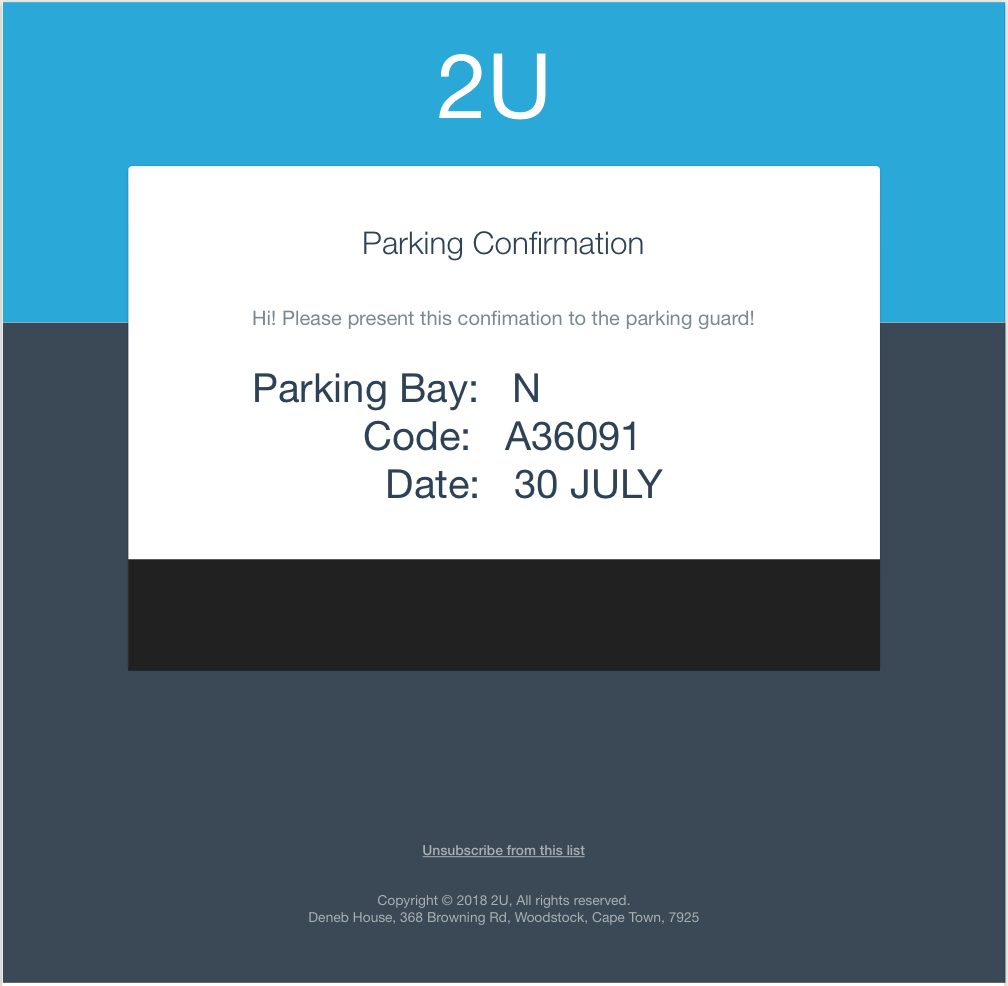 2U
Parking Confirmation
Hi! Please present this confimation to the parking guard!
Parking Bay: N
Code: A36091
Date: 30 JULY
Unsubscribe from this list
Copyright © 2018 2U, All rights reserved.
Deneb House, 368 Browning Rd, Woodstock, Cape Town, 7925